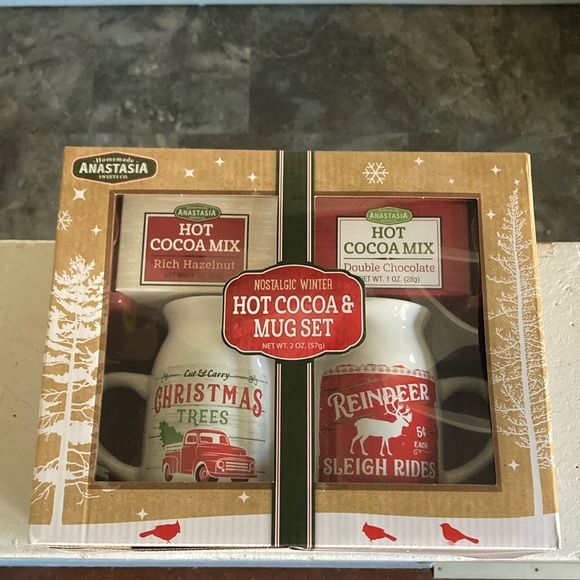 Homemade
ANASTASIA
SWEETS CO.
ANASTASIA
HOT
COCOA MIX
Rich Hazelnut
ANASTASIA
HOT
COCOA MIX
Double Chocolate
NET WT. 1 OZ. (28g)
NOSTALGIC WINTER
HOT COCOA &
MUG SET
NET WT. 2 OZ. (57g)
Cut & Carry
CHRISTMAS
TREES
REINDEER
5¢
EACH
SLEIGH RIDES